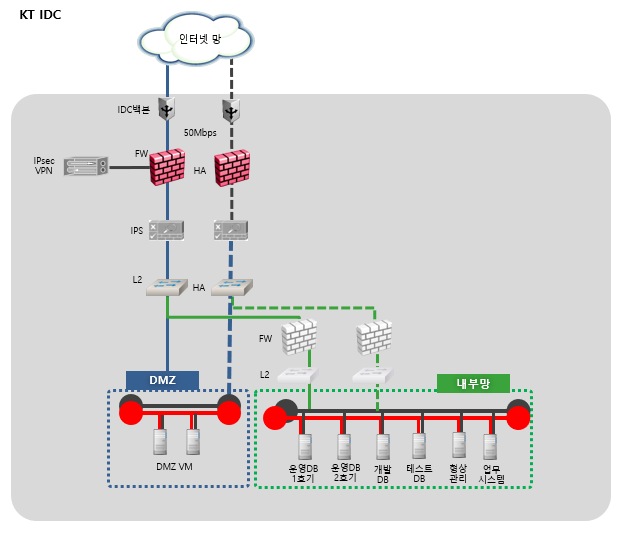 KT IDC
인터넷 망
IDC백본
50Mbps
FW
HA
IPsec
VPN
IPS
L2
HA
FW
L2
DMZ
내부망
DMZ VM
운영DB
1호기
운영DB
2호기
개발
DB
테스트
DB
형상
관리
업무
시스템